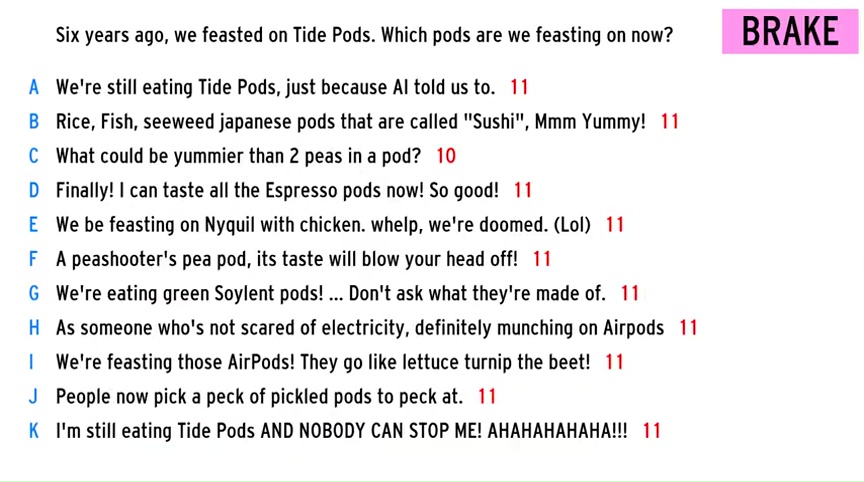 Six years ago, we feasted on Tide Pods. Which pods are we feasting on now?
BRAKE
A We're still eating Tide Pods, just because AI told us to. 11
B Rice, Fish, seeweed japanese pods that are called "Sushi", Mmm Yummy! 11
C What could be yummier than 2 peas in a pod? 10
D Finally! I can taste all the Espresso pods now! So good! 11
E We be feasting on Nyquil with chicken. whelp, we're doomed. (Lol) 11
F A peashooter's pea pod, its taste will blow your head off! 11
G We're eating green Soylent pods! ... Don't ask what they're made of. 11
H As someone who's not scared of electricity, definitely munching on Airpods 11
I We're feasting those AirPods! They go like lettuce turnip the beet! 11
J People now pick a peck of pickled pods to peck at. 11
K I'm still eating Tide Pods AND NOBODY CAN STOP ME! AHAHAHAHAHA!!! 11